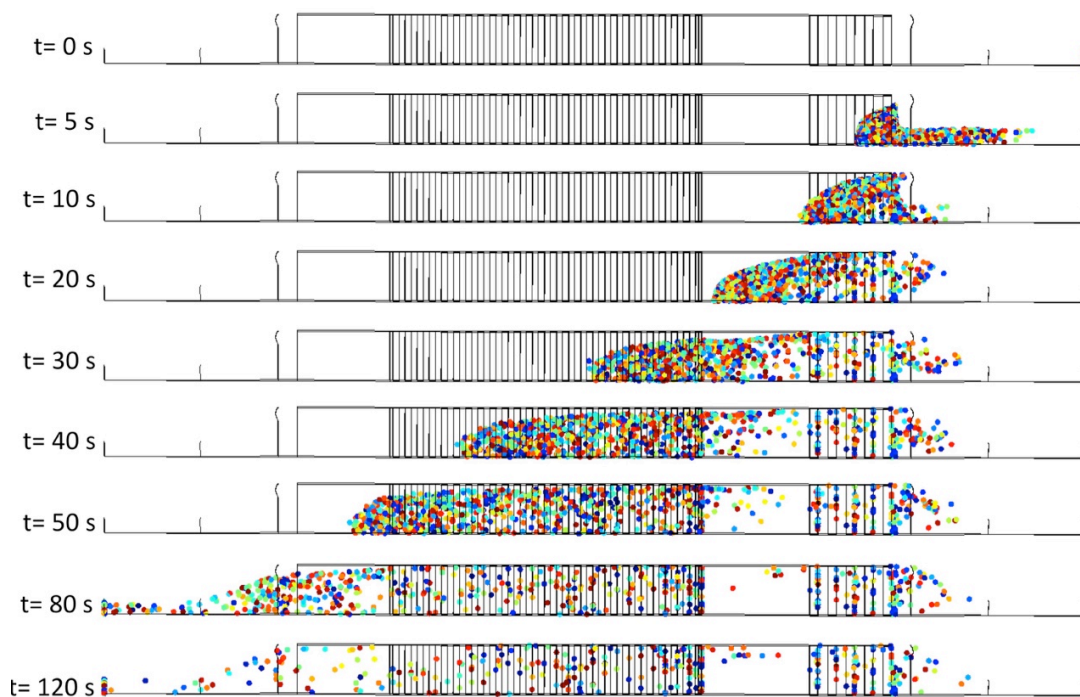 t= 0 s
t= 5 s
t= 10 s
t= 20 s
t= 30 s
t= 40 s
t= 50 s
t= 80 s
t= 120 s